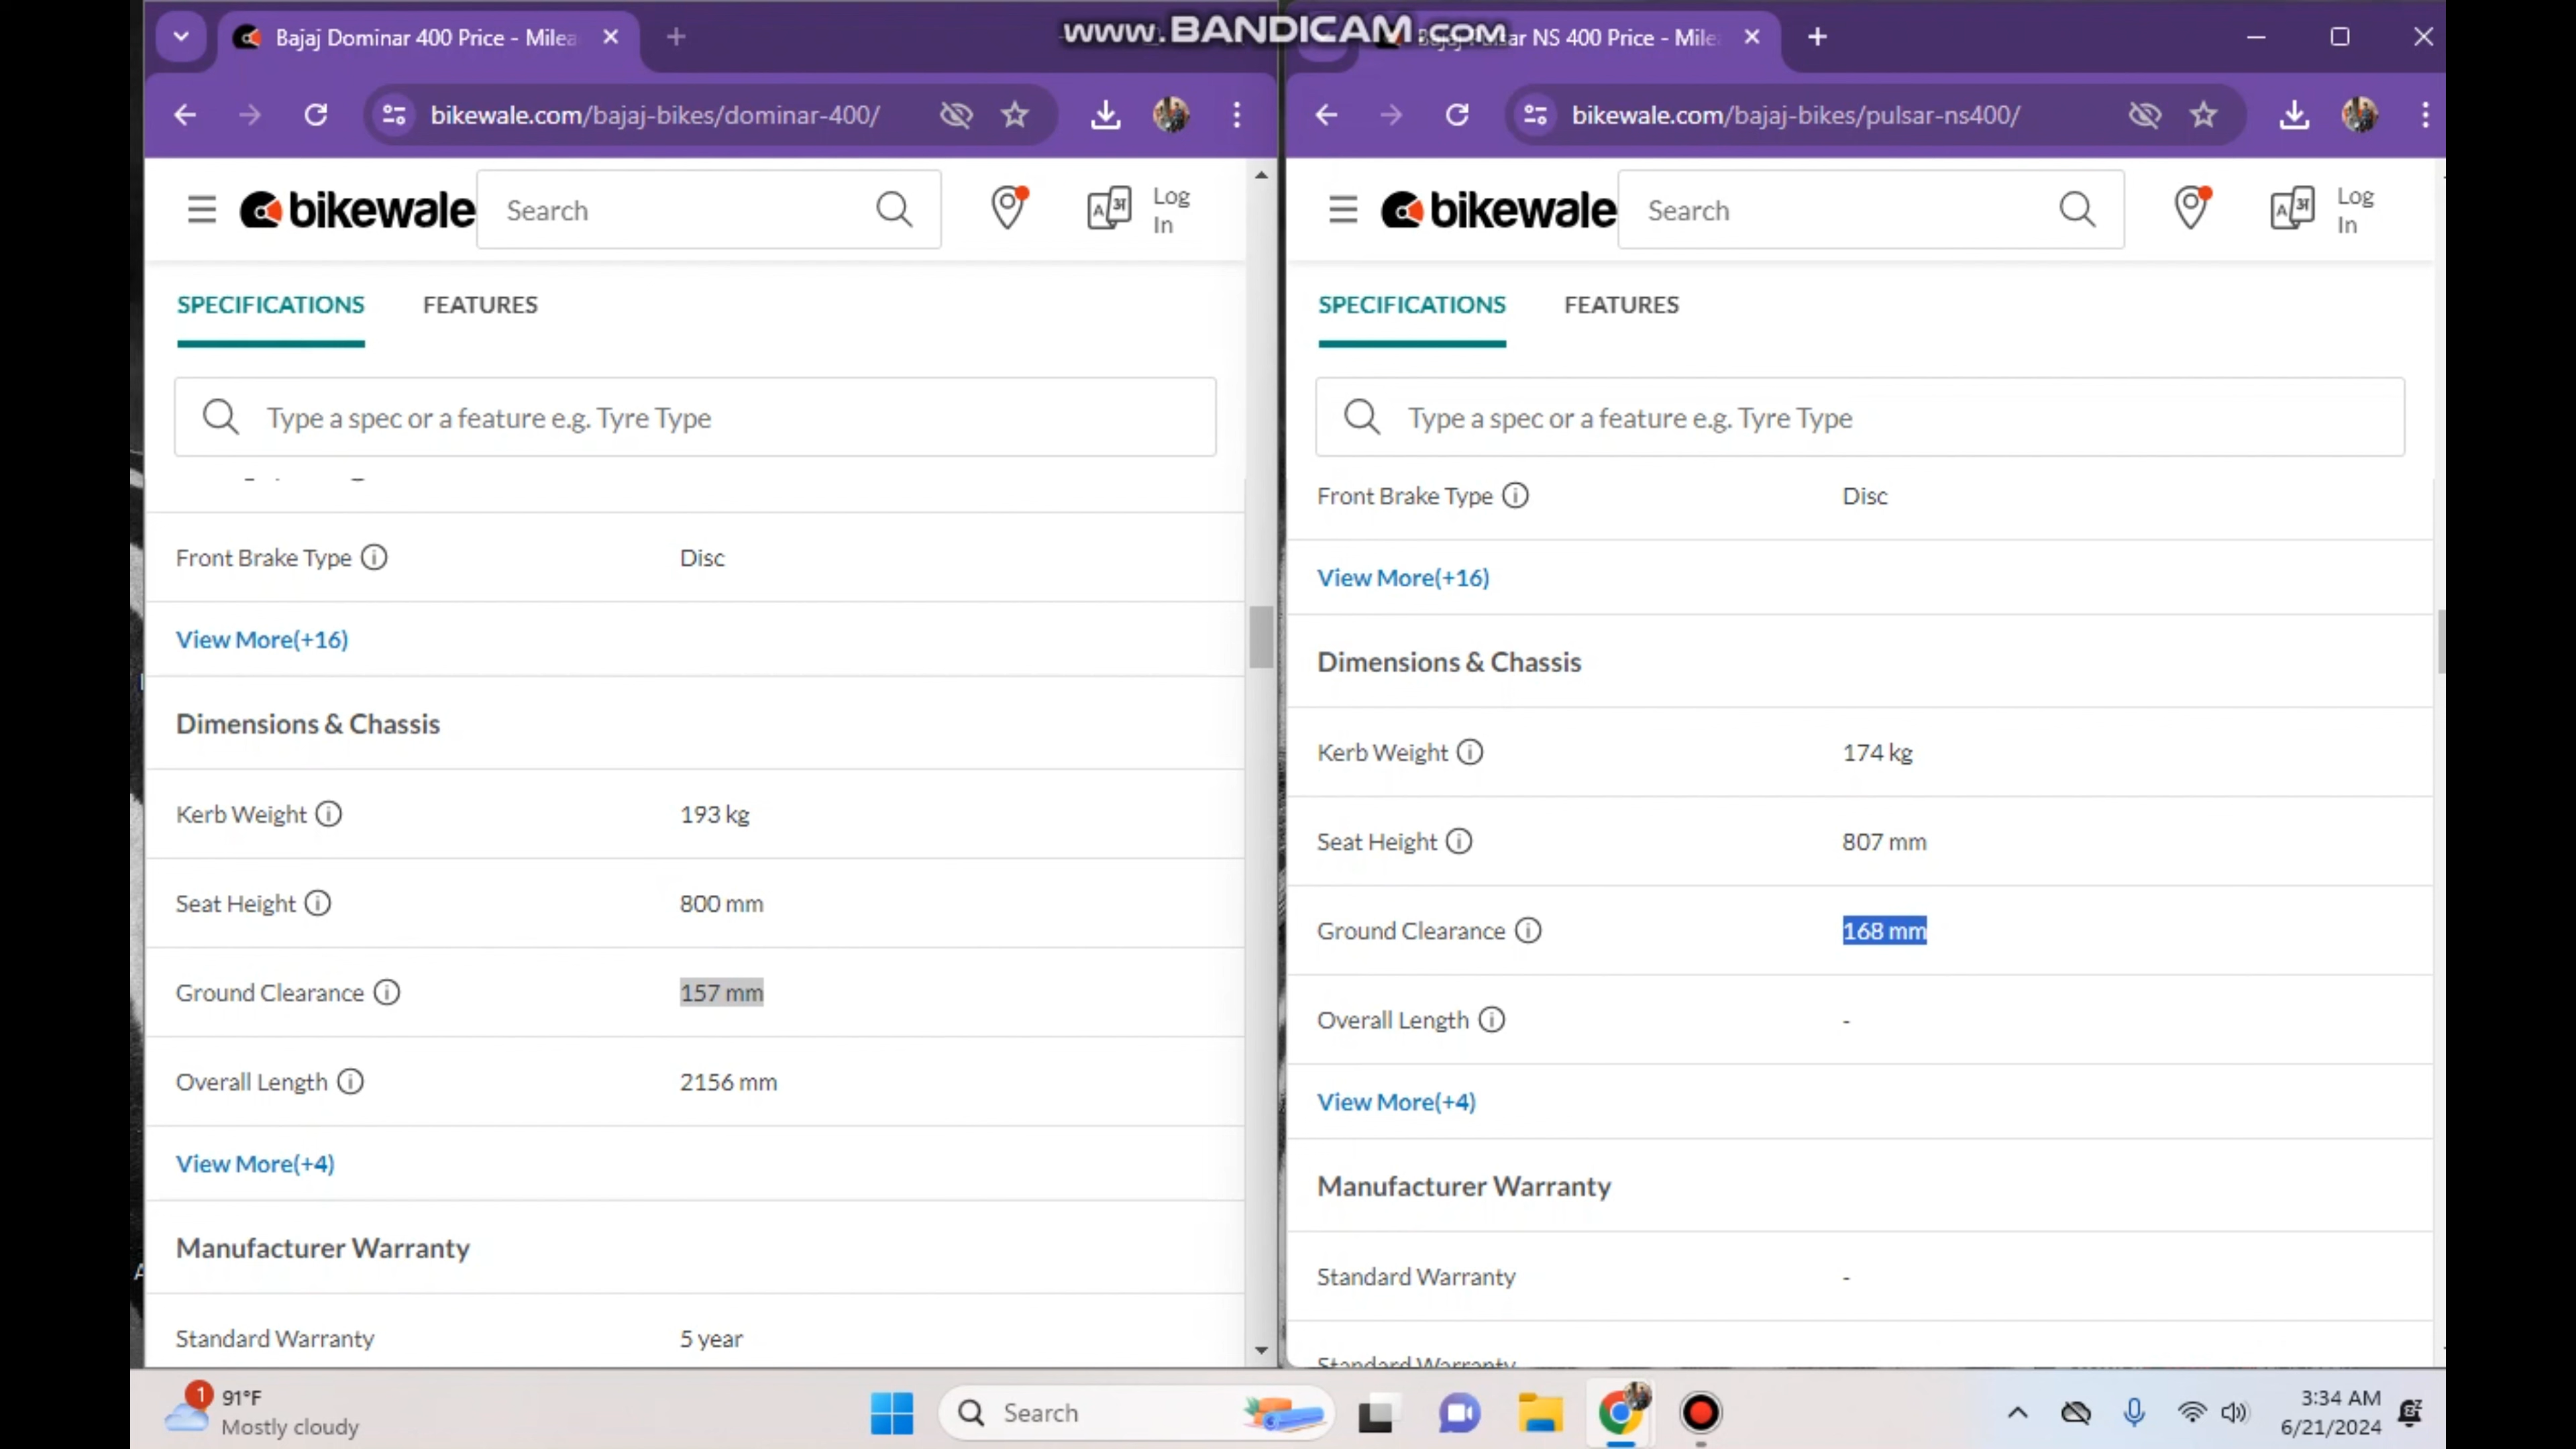 www.BANDICAM.com
Bajaj Dominar 400 Price - Milea
bikewale.com/bajaj-bikes/dominar-400/
bikewale
Search
Log
In
SPECIFICATIONS
FEATURES
Type a spec or a feature e.g. Tyre Type
Front Brake Type Disc
View More(+16)
Dimensions & Chassis
Kerb Weight 193 kg
Seat Height 800 mm
Ground Clearance 157 mm
Overall Length 2156 mm
View More(+4)
Manufacturer Warranty
Standard Warranty 5 year
NS 400 Price - Mile
bikewale.com/bajaj-bikes/pulsar-ns400/
bikewale
Search
Log
In
SPECIFICATIONS
FEATURES
Type a spec or a feature e.g. Tyre Type
Front Brake Type Disc
View More(+16)
Dimensions & Chassis
Kerb Weight 174 kg
Seat Height 807 mm
Ground Clearance 168 mm
Overall Length -
View More(+4)
Manufacturer Warranty
Standard Warranty -
Standard Warranty
1
91°F
Mostly cloudy
Search
3:34 AM
6/21/2024